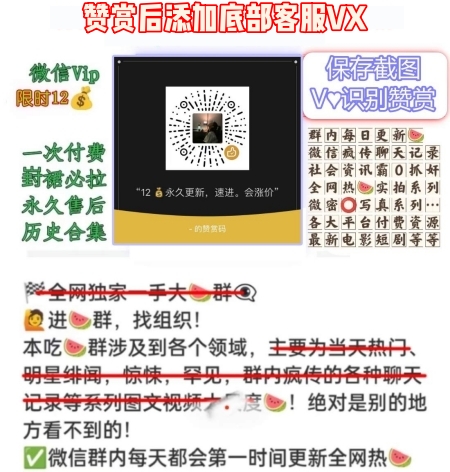 赞赏后添加底部客服VX
微信Vip
限时12💰
一次付费
封裙必拉
永久售后
历史合集
“12 💰永久更新,速进。会涨价”
的赞赏码
保存截图
V♥识别赞赏
群内每日更新🍉
微信疯传聊天记录
社会资讯霸0抓奸
全网热🍉实拍系列
微密⭕写真系列…
各大平台付费资源
最新电影短剧等等
🏁全网独家一手大🍉群👁️‍🗨️
🙋进🍉群,找组织!
本吃🍉群涉及到各个领域,主要为当天热门、
明星绯闻,惊悚,罕见,群内疯传的各种聊天
记录等系列图文视频大度🍉!绝对是别的地
方看不到的!
✅微信群内每天都会第一时间更新全网热🍉